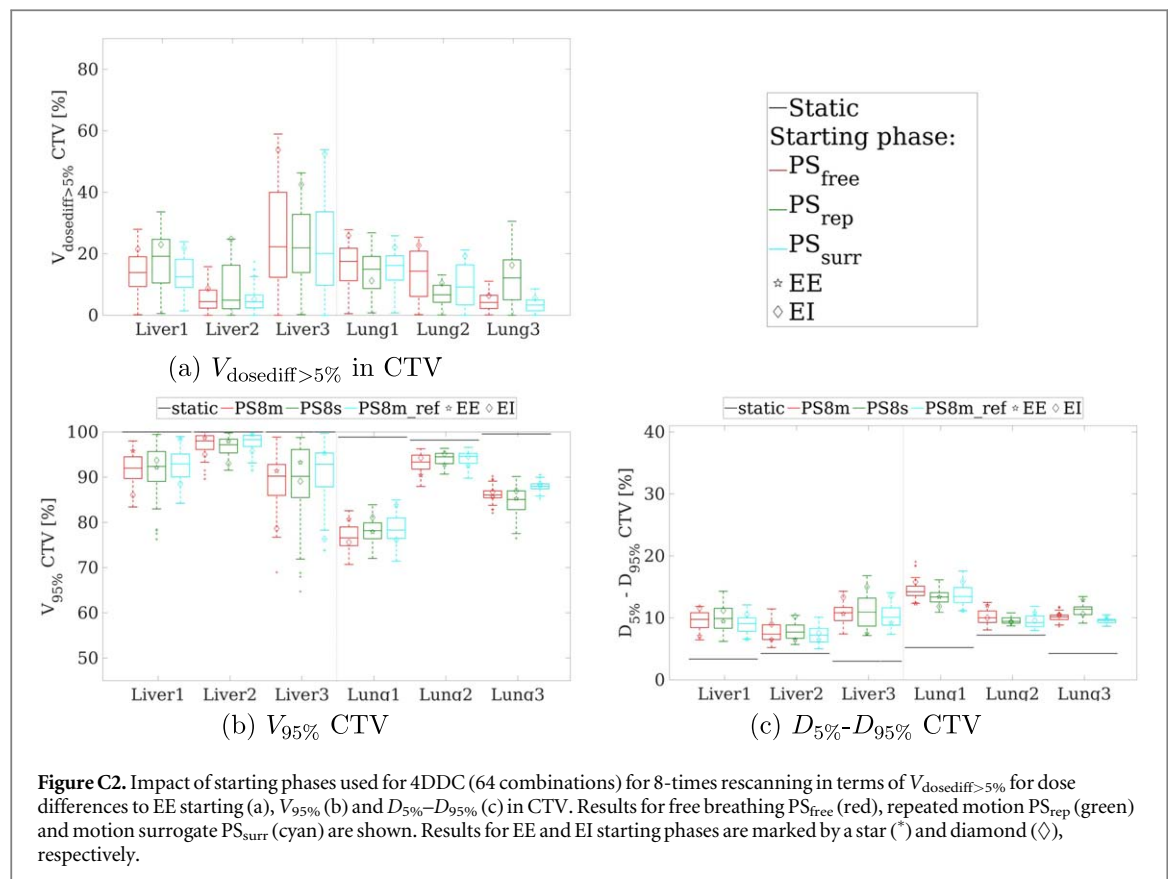 80
60
40
20
0
V_dosediff>5% CTV [%]
Liver1 Liver2 Liver3 Lung1 Lung2 Lung3
(a) V_dosediff>5% in CTV
Static
Starting phase:
PS_free
PS_rep
PS_surr
☆ EE
◇ EI
static PS8m PS8s PS8m_ref ☆ EE ◇ EI
100
90
80
70
60
50
V_95% CTV [%]
Liver1 Liver2 Liver3 Lung1 Lung2 Lung3
(b) V_95% CTV
static PS8m PS8s PS8m_ref ☆ EE ◇ EI
40
30
20
10
0
D_5% - D_95% CTV [%]
Liver1 Liver2 Liver3 Lung1 Lung2 Lung3
(c) D_5%-D_95% CTV
Figure C2. Impact of starting phases used for 4DDC (64 combinations) for 8-times rescanning in terms of V_dosediff>5% for dose
differences to EE starting (a), V_95% (b) and D_5%–D_95% (c) in CTV. Results for free breathing PS_free (red), repeated motion PS_rep (green)
and motion surrogate PS_surr (cyan) are shown. Results for EE and EI starting phases are marked by a star (*) and diamond (◇),
respectively.